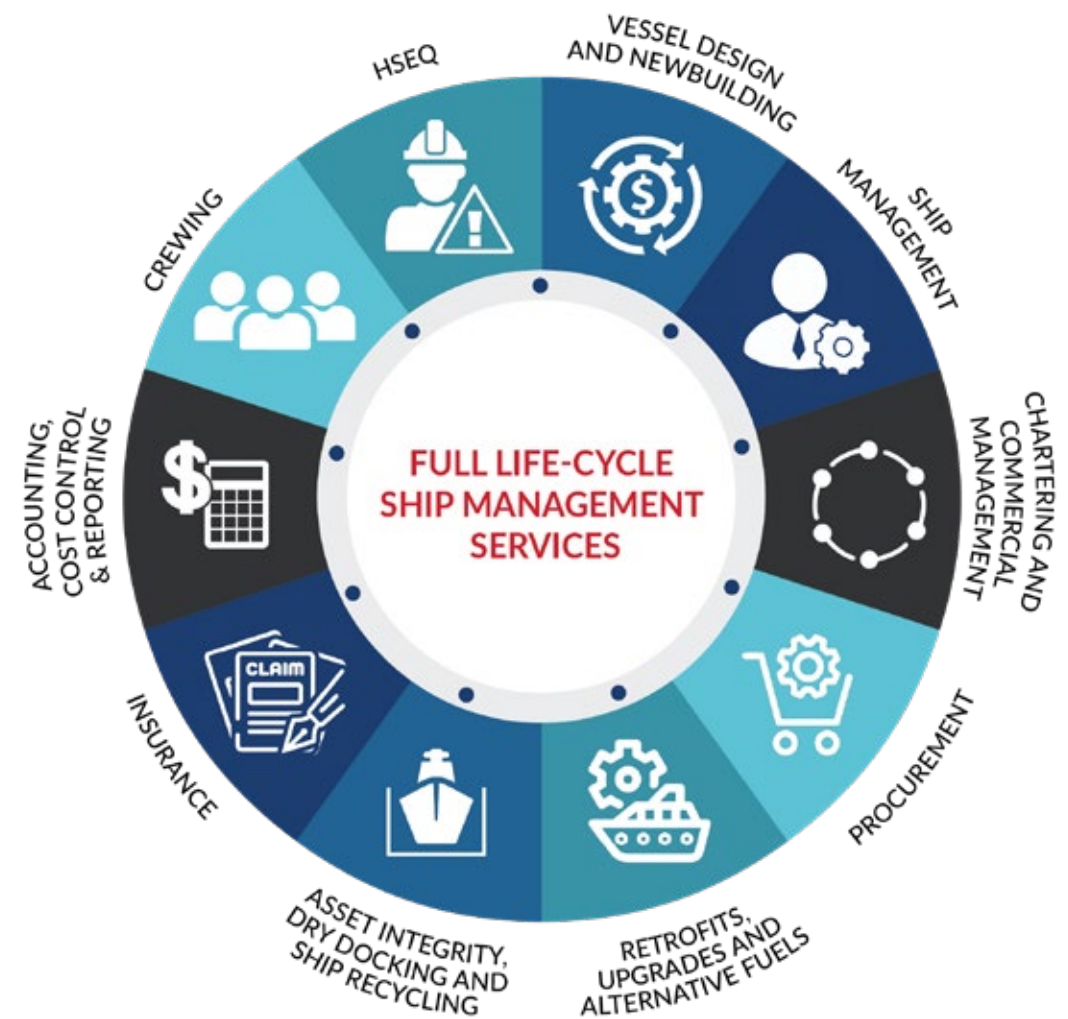 VESSEL DESIGN
AND NEWBUILDING
SHIP
MANAGEMENT
CHARTERING AND
COMMERCIAL
MANAGEMENT
PROCUREMENT
RETROFITS,
UPGRADES AND
ALTERNATIVE FUELS
ASSET INTEGRITY,
DRY DOCKING AND
SHIP RECYCLING
INSURANCE
CLAIM
ACCOUNTING,
COST CONTROL
& REPORTING
$
CREWING
HSEQ
!
$
FULL LIFE-CYCLE
SHIP MANAGEMENT
SERVICES